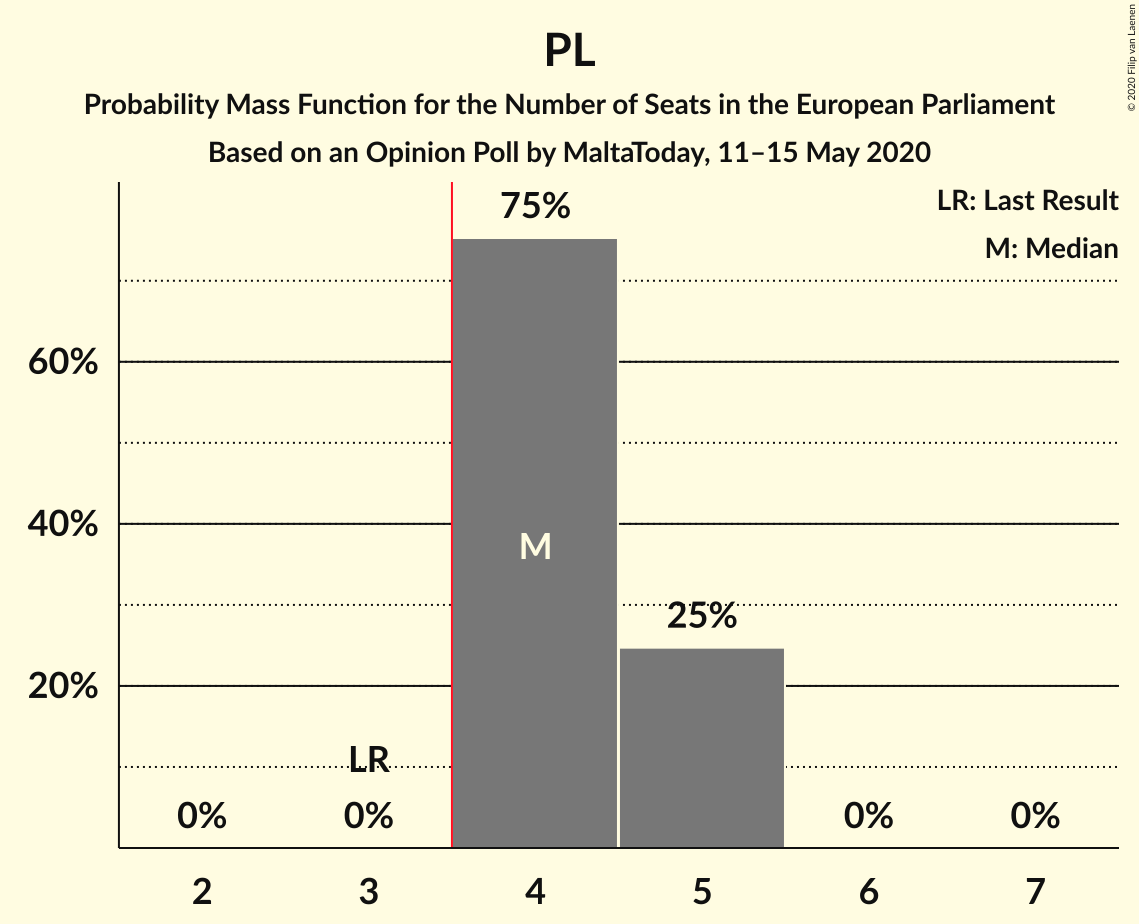 PL
Probability Mass Function for the Number of Seats in the European Parliament
Based on an Opinion Poll by MaltaToday, 11–15 May 2020
© 2020 Filip van Laenen
LR: Last Result
M: Median
75%
60%
40%
M
25%
20%
LR
0%
0%
0%
0%
2
3
4
5
6
7